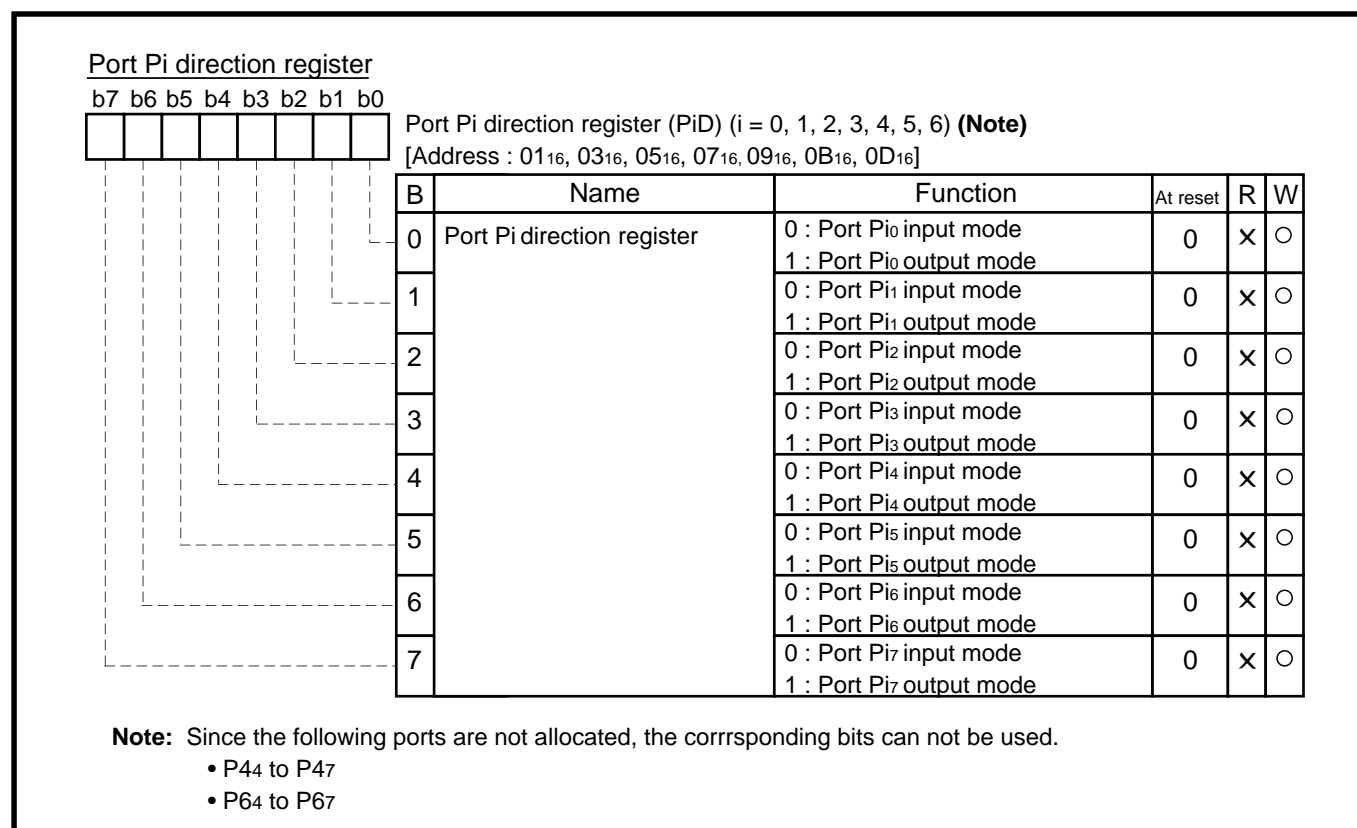 Port Pi direction register
b7 b6 b5 b4 b3 b2 b1 b0
Port Pi direction register (PiD) (i = 0, 1, 2, 3, 4, 5, 6) (Note)
[Address : 0116, 0316, 0516, 0716, 0916, 0B16, 0D16]
B Name Function At reset R W
0 Port Pi direction register 0 : Port Pi0 input mode 0 × ○
1 : Port Pi0 output mode
1 0 : Port Pi1 input mode 0 × ○
1 : Port Pi1 output mode
2 0 : Port Pi2 input mode 0 × ○
1 : Port Pi2 output mode
3 0 : Port Pi3 input mode 0 × ○
1 : Port Pi3 output mode
4 0 : Port Pi4 input mode 0 × ○
1 : Port Pi4 output mode
5 0 : Port Pi5 input mode 0 × ○
1 : Port Pi5 output mode
6 0 : Port Pi6 input mode 0 × ○
1 : Port Pi6 output mode
7 0 : Port Pi7 input mode 0 × ○
1 : Port Pi7 output mode
Note: Since the following ports are not allocated, the corrrsponding bits can not be used.
• P44 to P47
• P64 to P67